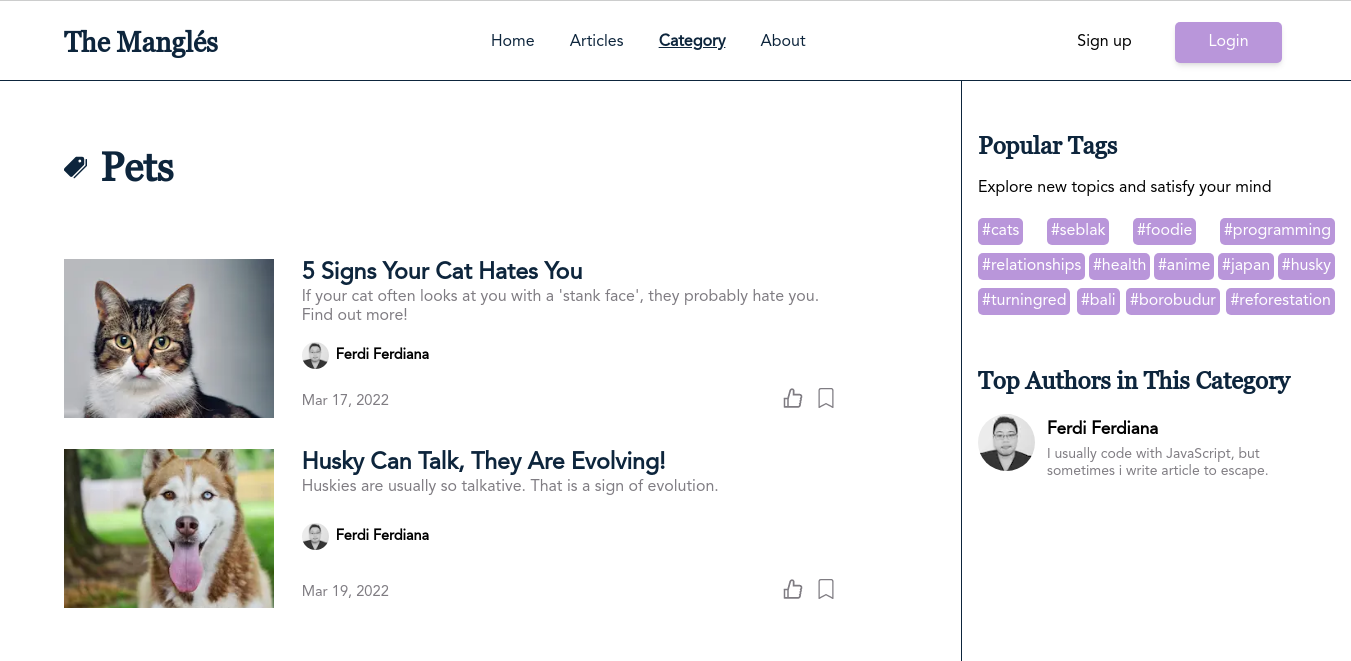 The Manglés
Home Articles Category About
Sign up Login
Pets
5 Signs Your Cat Hates You
If your cat often looks at you with a 'stank face', they probably hate you.
Find out more!
Ferdi Ferdiana
Mar 17, 2022
Husky Can Talk, They Are Evolving!
Huskies are usually so talkative. That is a sign of evolution.
Ferdi Ferdiana
Mar 19, 2022
Popular Tags
Explore new topics and satisfy your mind
#cats #seblak #foodie #programming
#relationships #health #anime #japan #husky
#turningred #bali #borobudur #reforestation
Top Authors in This Category
Ferdi Ferdiana
I usually code with JavaScript, but
sometimes i write article to escape.